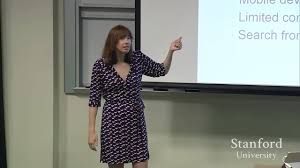 Mobile dev
Limited con
Search from
Stanford
University